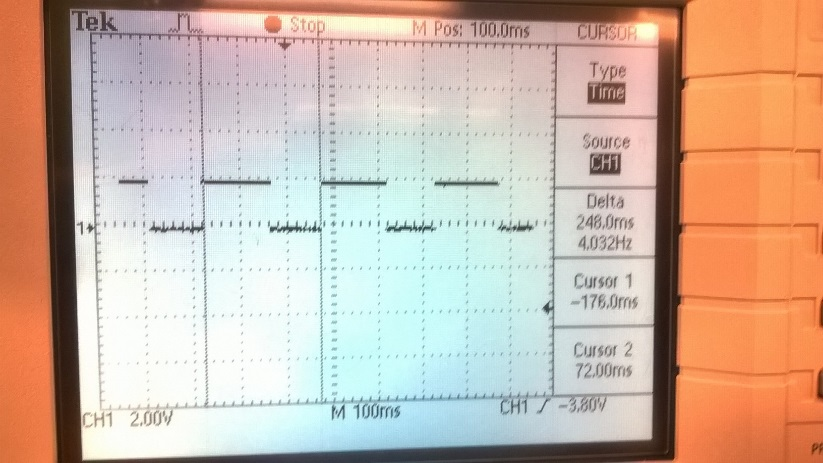 Tek Stop M Pos: 100.0ms CURSOR
Type
Time
Source
CH1
Delta
248.0ms
4.032Hz
Cursor 1
-176.0ms
Cursor 2
72.00ms
1
CH1 2.00V M 100ms CH1 -3.80V